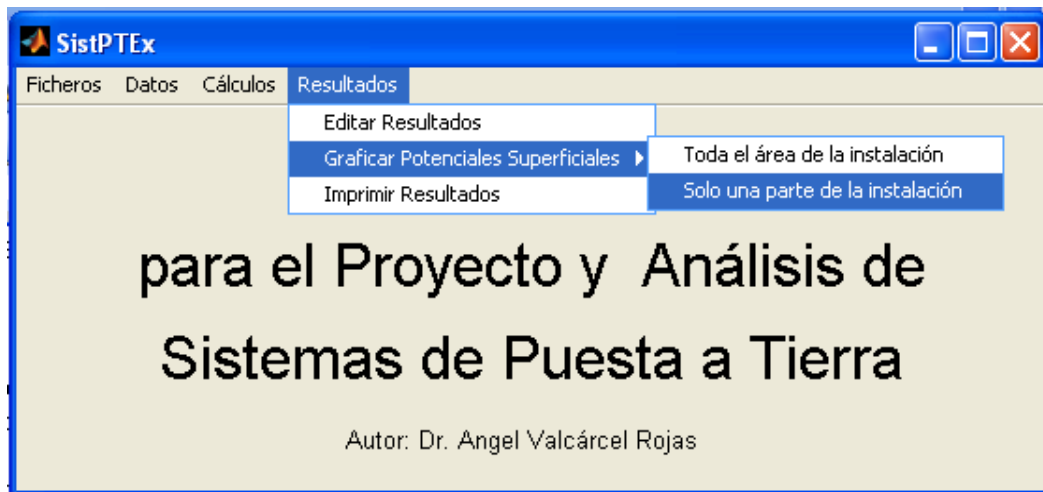 SistPTEx
Ficheros Datos Cálculos Resultados
Editar Resultados
Graficar Potenciales Superficiales
Toda el área de la instalación
Imprimir Resultados
Solo una parte de la instalación
para el Proyecto y Análisis de
Sistemas de Puesta a Tierra
Autor: Dr. Angel Valcárcel Rojas